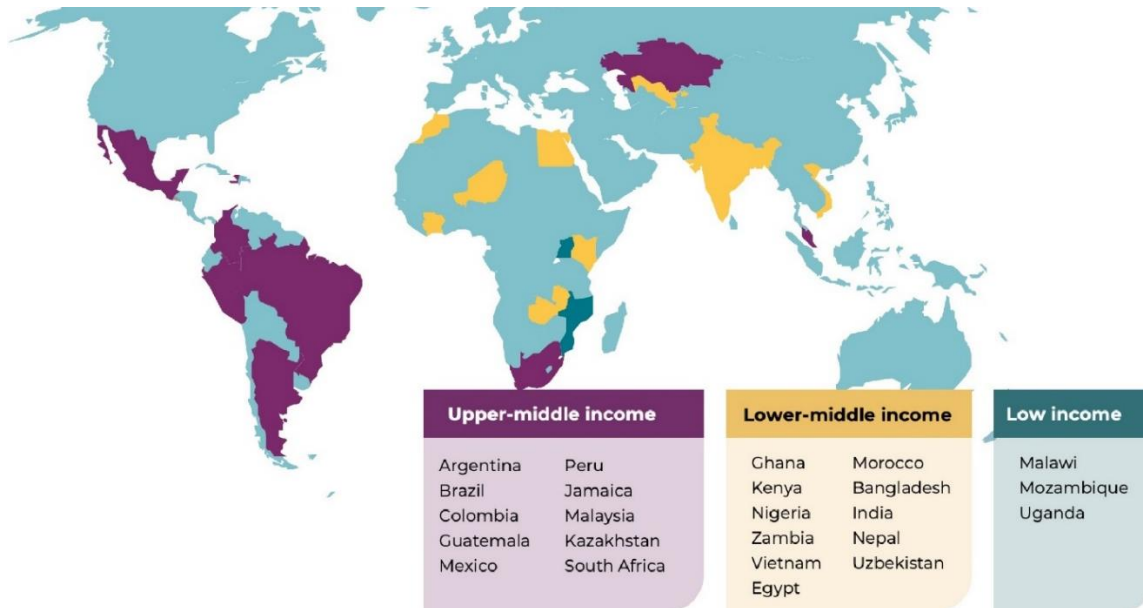 Upper-middle income
Argentina
Brazil
Colombia
Guatemala
Mexico
Peru
Jamaica
Malaysia
Kazakhstan
South Africa
Lower-middle income
Ghana
Kenya
Nigeria
Zambia
Vietnam
Egypt
Morocco
Bangladesh
India
Nepal
Uzbekistan
Low income
Malawi
Mozambique
Uganda